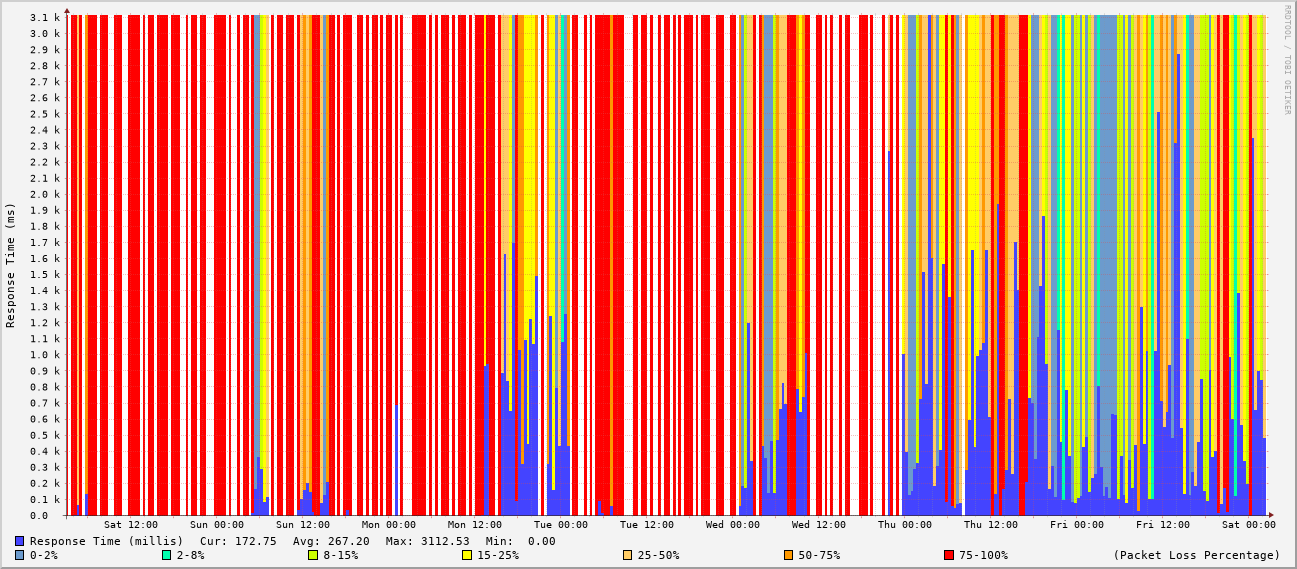 3.1 k
3.0 k
2.9 k
2.8 k
2.7 k
2.6 k
2.5 k
2.4 k
2.3 k
2.2 k
2.1 k
2.0 k
1.9 k
1.8 k
1.7 k
1.6 k
1.5 k
1.4 k
1.3 k
1.2 k
1.1 k
1.0 k
0.9 k
0.8 k
0.7 k
0.6 k
0.5 k
0.4 k
0.3 k
0.2 k
0.1 k
0.0
Response Time (ms)
RRDTOOL / TOBI OETIKER
Sat 12:00 Sun 00:00 Sun 12:00 Mon 00:00 Mon 12:00 Tue 00:00 Tue 12:00 Wed 00:00 Wed 12:00 Thu 00:00 Thu 12:00 Fri 00:00 Fri 12:00 Sat 00:00
Response Time (millis) Cur: 172.75 Avg: 267.20 Max: 3112.53 Min: 0.00
0-2% 2-8% 8-15% 15-25% 25-50% 50-75% 75-100% (Packet Loss Percentage)